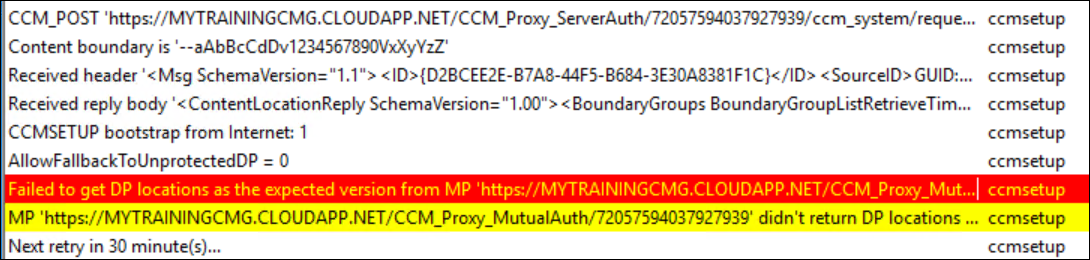 CCM_POST 'https://MYTRAININGCMG.CLOUDAPP.NET/CCM_Proxy_ServerAuth/72057594037927939/ccm_system/reque... ccmsetup
Content boundary is '--aAbBcCdDv1234567890VxXyYzZ' ccmsetup
Received header '<Msg SchemaVersion="1.1"> <ID>{D2BCEE2E-B7A8-44F5-B684-3E30A8381F1C}</ID> <SourceID>GUID:... ccmsetup
Received reply body '<ContentLocationReply SchemaVersion="1.00"><BoundaryGroups BoundaryGroupListRetrieveTim... ccmsetup
CCMSETUP bootstrap from Internet: 1 ccmsetup
AllowFallbackToUnprotectedDP = 0 ccmsetup
Failed to get DP locations as the expected version from MP 'https://MYTRAININGCMG.CLOUDAPP.NET/CCM_Proxy_Mut... ccmsetup
MP 'https://MYTRAININGCMG.CLOUDAPP.NET/CCM_Proxy_MutualAuth/72057594037927939' didn't return DP locations ... ccmsetup
Next retry in 30 minute(s)... ccmsetup